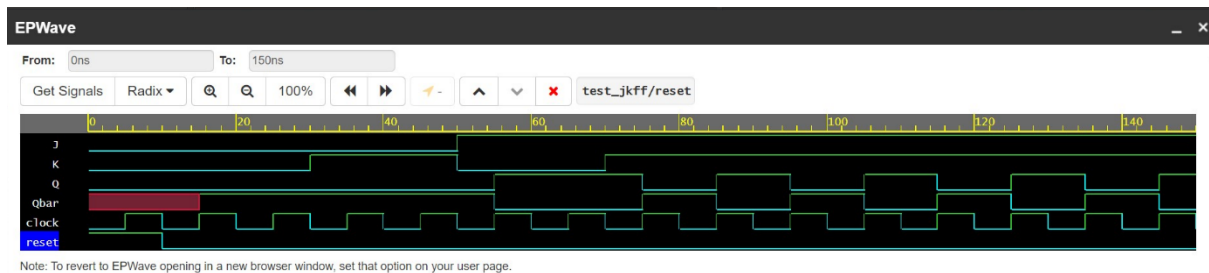 EPWave
From: 0ns To: 150ns
Get Signals Radix 100% - test_jkff/reset
0 20 40 60 80 100 120 140
J
K
Q
Qbar
clock
reset
Note: To revert to EPWave opening in a new browser window, set that option on your user page.